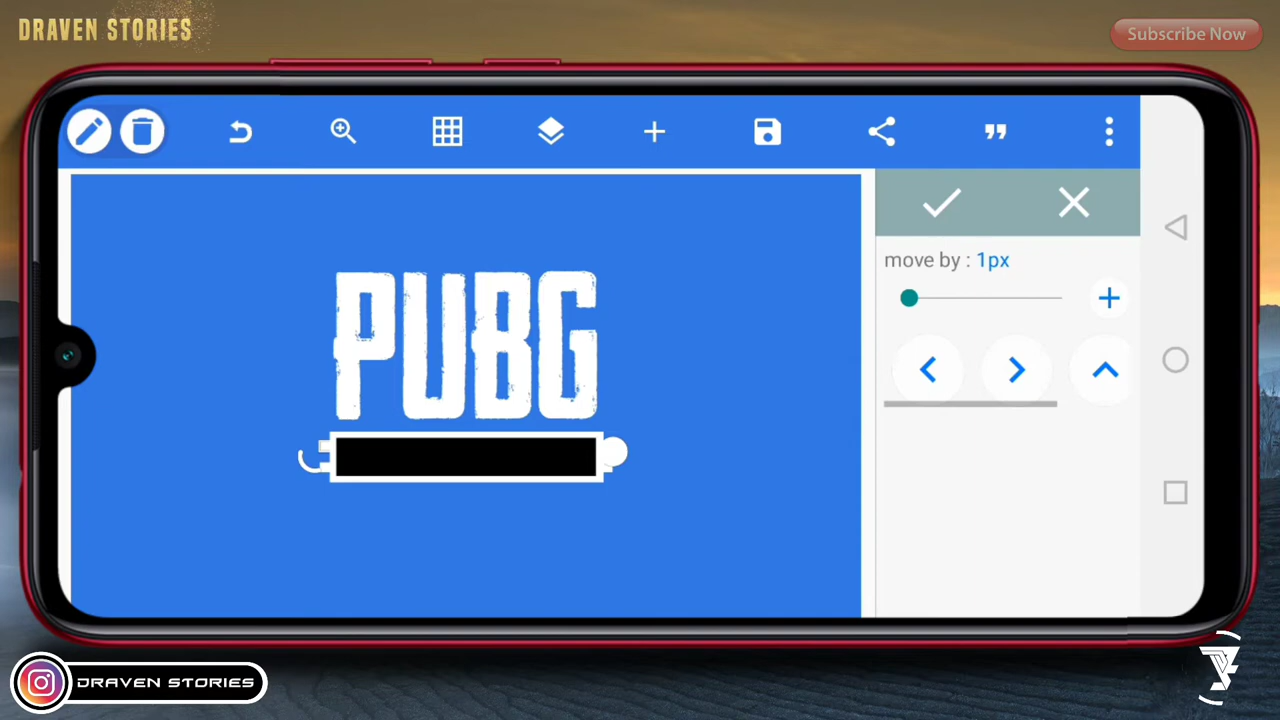 DRAVEN STORIES
Subscribe Now
move by : 1px
PUBG
DRAVEN STORIES